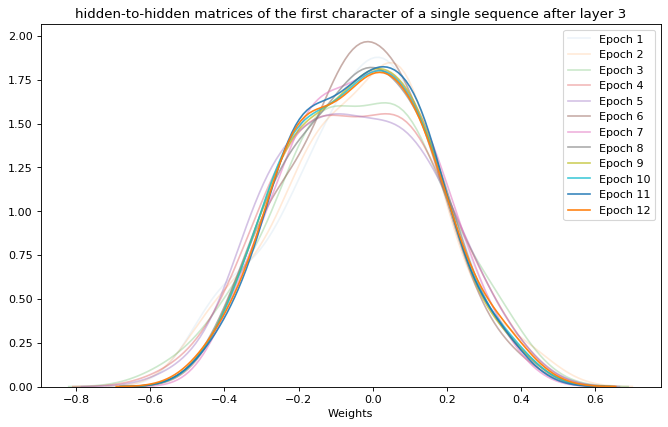 hidden-to-hidden matrices of the first character of a single sequence after layer 3
2.00
1.75
1.50
1.25
1.00
0.75
0.50
0.25
0.00
−0.8 −0.6 −0.4 −0.2 0.0 0.2 0.4 0.6
Weights
Epoch 1
Epoch 2
Epoch 3
Epoch 4
Epoch 5
Epoch 6
Epoch 7
Epoch 8
Epoch 9
Epoch 10
Epoch 11
Epoch 12